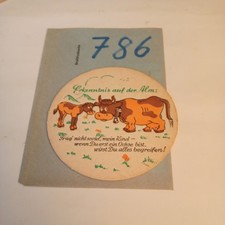 786
Erkenntnis auf der Alm:
Frag' nicht soviel, mein Kind -
wenn Du erst ein Ochse bist,
wirst Du alles begreifen!